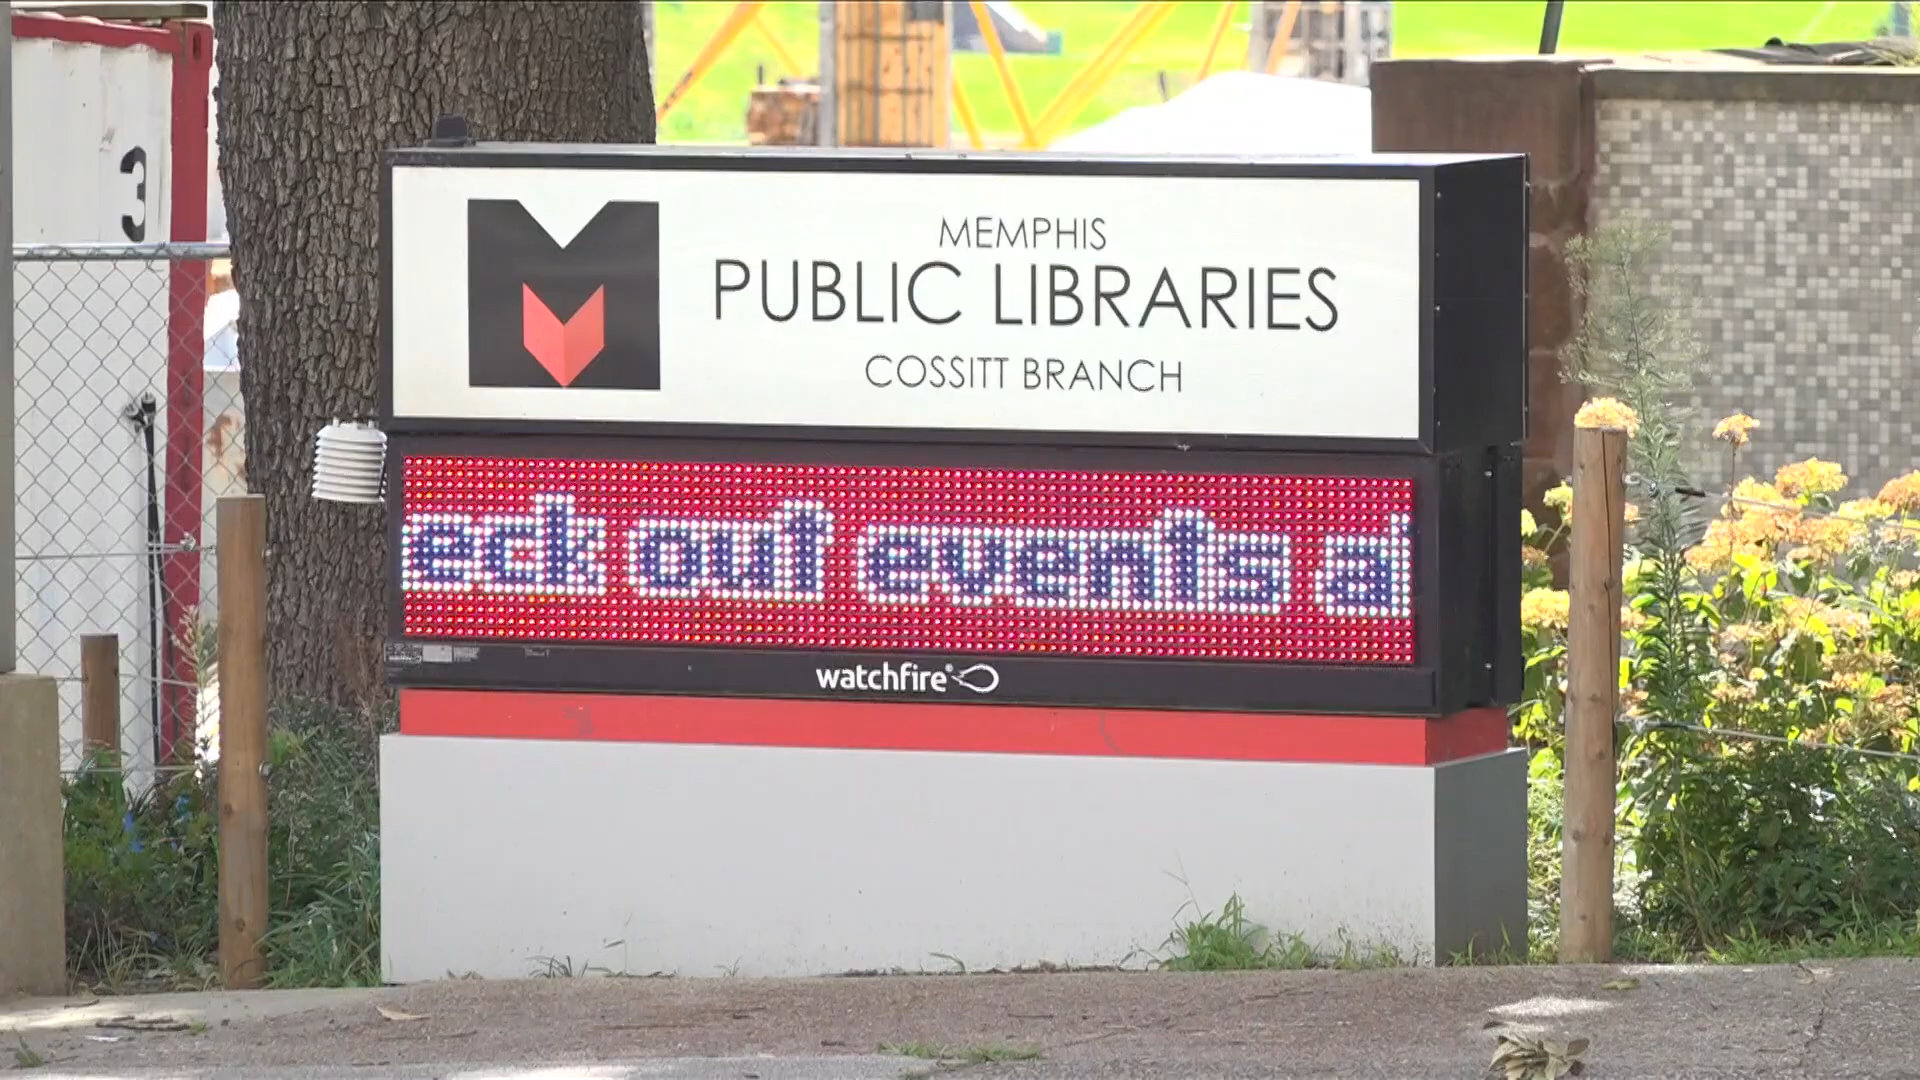 3
MEMPHIS
PUBLIC LIBRARIES
COSSITT BRANCH
eck out events a
watchfire®